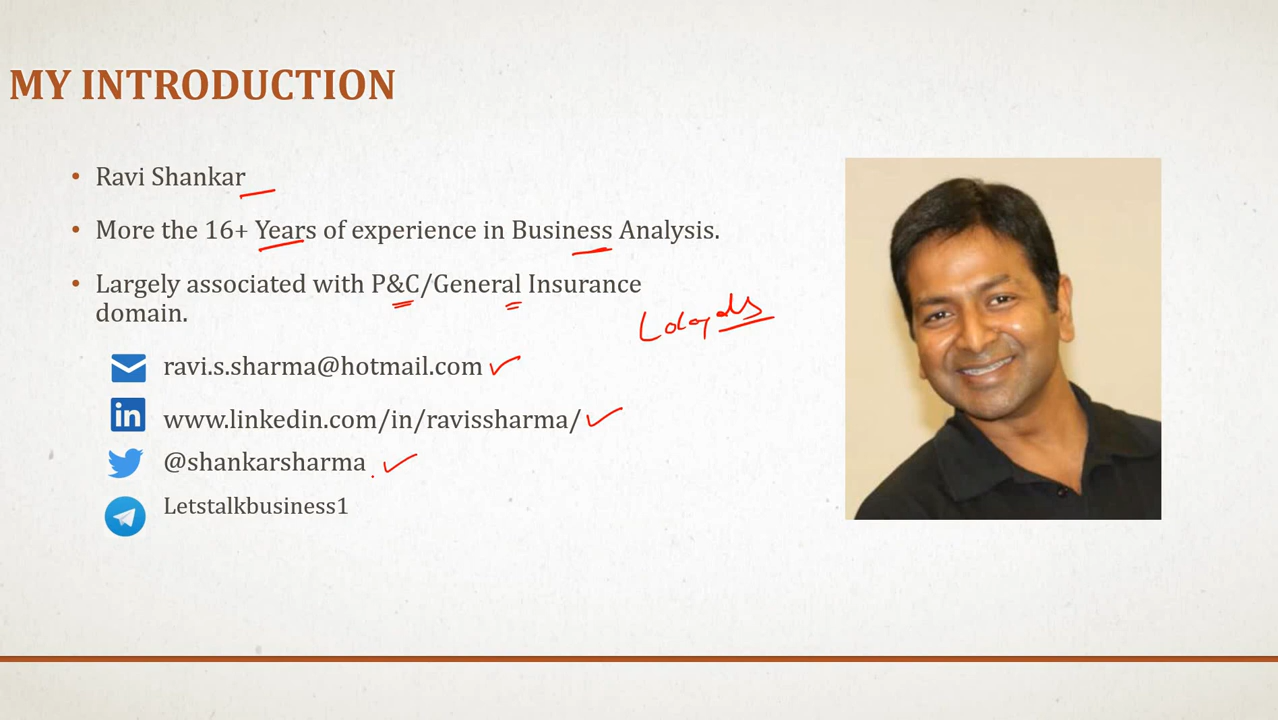 MY INTRODUCTION
• Ravi Shankar
• More the 16+ Years of experience in Business Analysis.
• Largely associated with P&C/General Insurance
domain.
ravi.s.sharma@hotmail.com
in www.linkedin.com/in/ravissharma/
@shankarsharma
Letstalkbusiness1